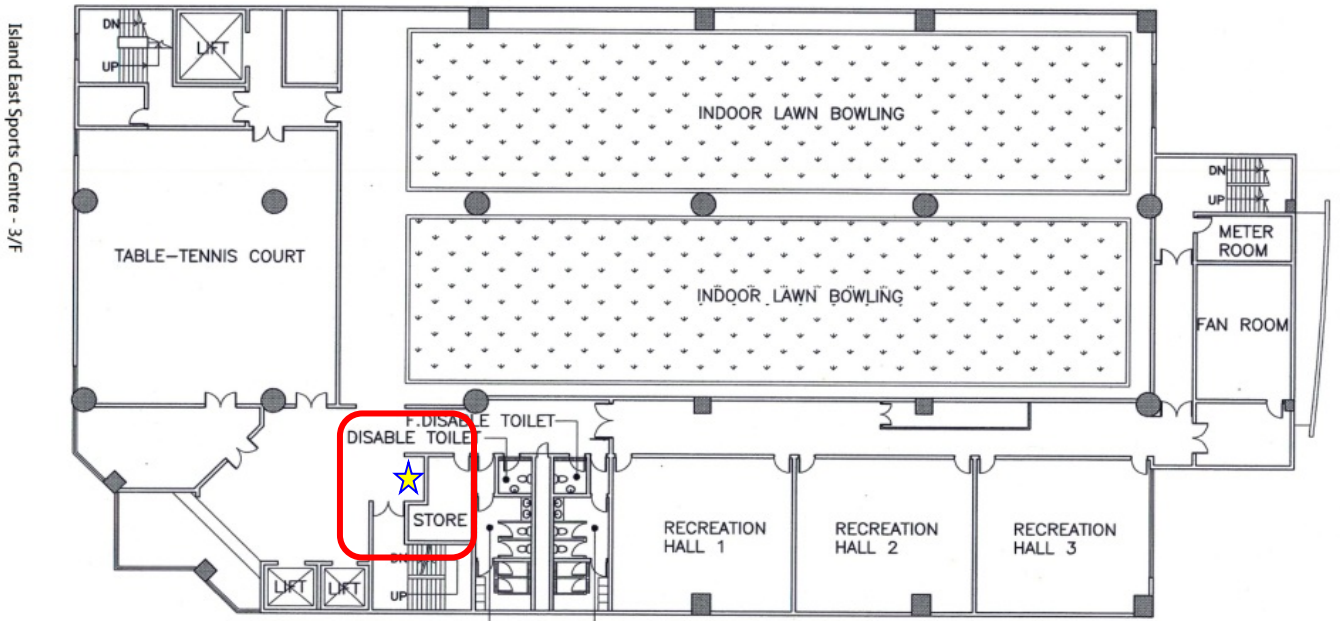 Island East Sports Centre - 3/F
DN
LIFT
UP
INDOOR LAWN BOWLING
DN
UP
METER
ROOM
TABLE-TENNIS COURT
INDOOR LAWN BOWLING
FAN ROOM
F.DISABLE TOILET
DISABLE TOILET
STORE
RECREATION
HALL 1
RECREATION
HALL 2
RECREATION
HALL 3
DN
LIFT
LIFT
UP